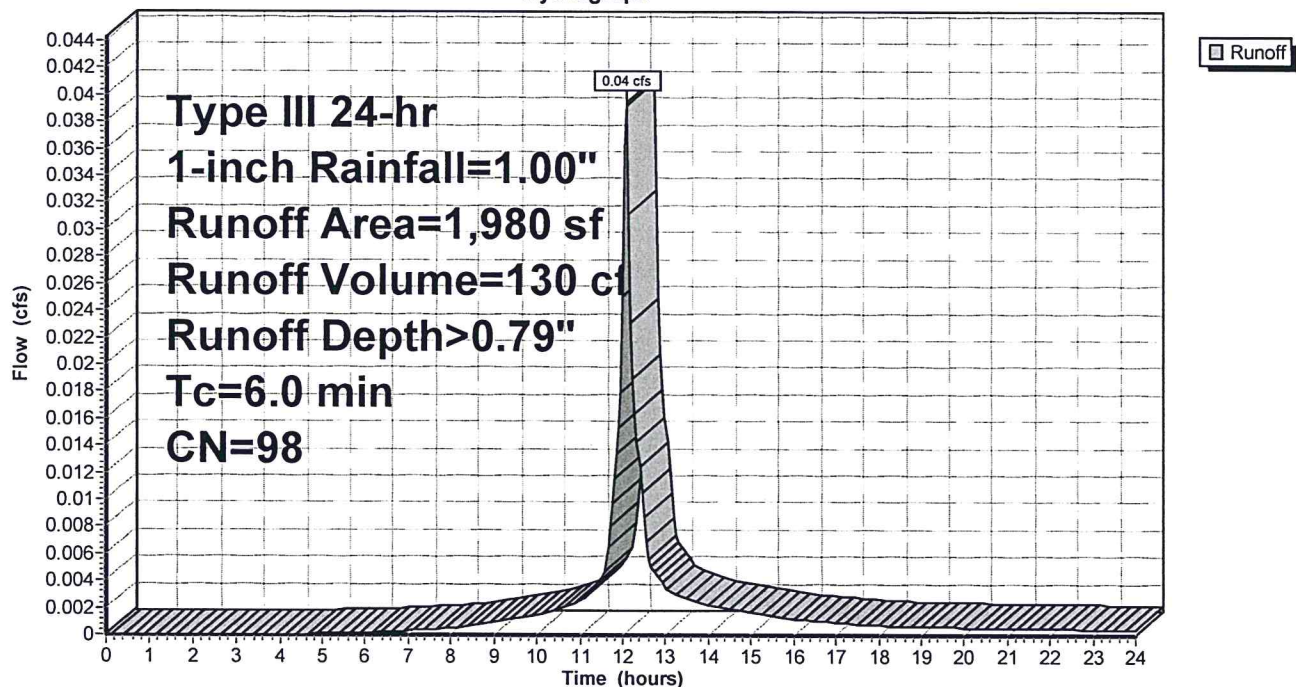 0.04 cfs
Runoff
Type III 24-hr
1-inch Rainfall=1.00"
Runoff Area=1,980 sf
Runoff Volume=130 cf
Runoff Depth>0.79"
Tc=6.0 min
CN=98
Flow (cfs)
0.044
0.042
0.04
0.038
0.036
0.034
0.032
0.03
0.028
0.026
0.024
0.022
0.02
0.018
0.016
0.014
0.012
0.01
0.008
0.006
0.004
0.002
0
0 1 2 3 4 5 6 7 8 9 10 11 12 13 14 15 16 17 18 19 20 21 22 23 24
Time (hours)